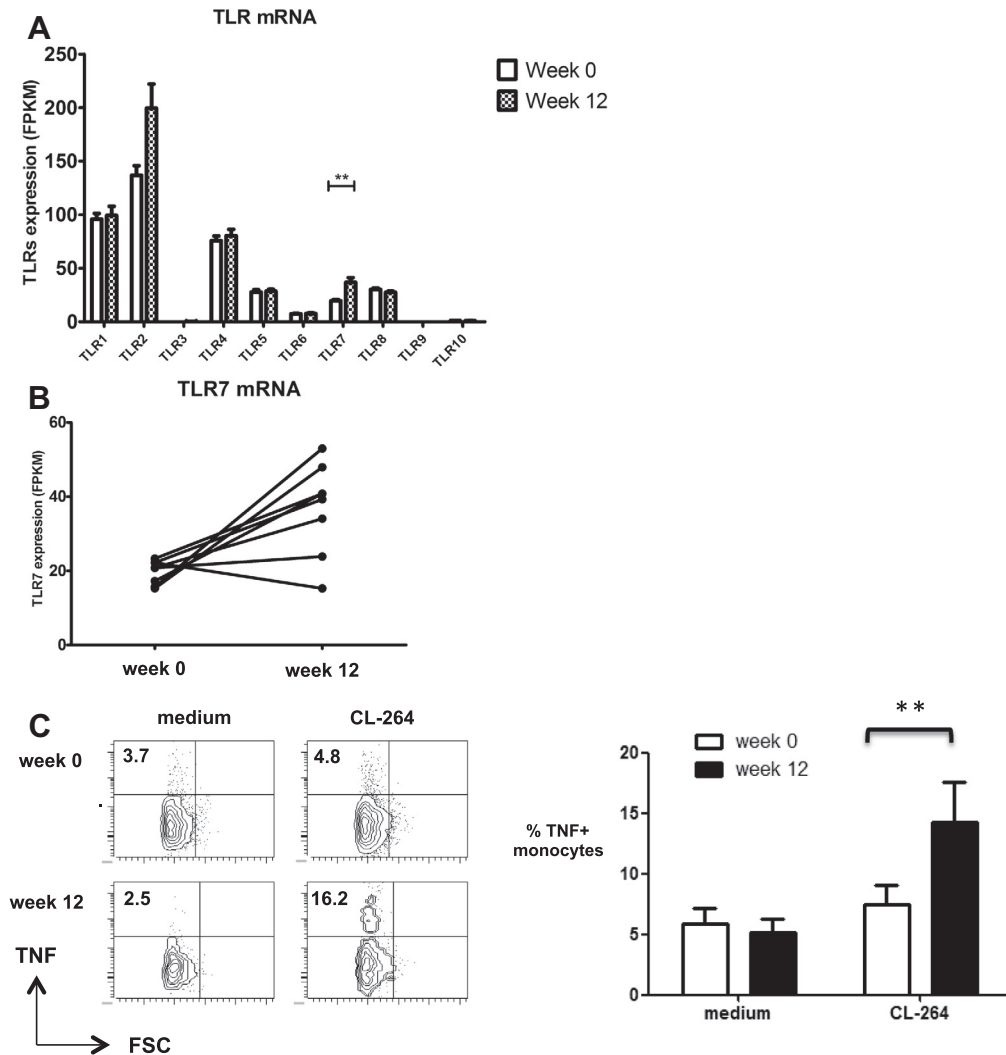 A
TLR mRNA
TLRs expression (FPKM)
250
200
150
100
50
0
Week 0
Week 12
**
TLR1
TLR2
TLR3
TLR4
TLR5
TLR6
TLR7
TLR8
TLR9
TLR10
B
TLR7 mRNA
TLR7 expression (FPKM)
60
40
20
0
week 0
week 12
C
medium
CL-264
week 0
3.7
4.8
week 12
2.5
16.2
TNF
FSC
**
week 0
week 12
% TNF+
monocytes
20
15
10
5
0
medium
CL-264